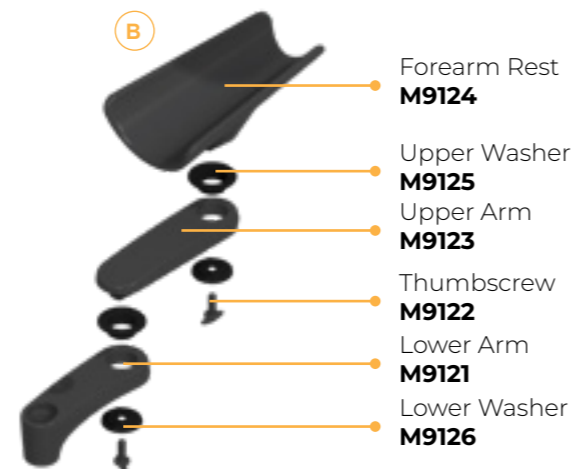 B
Forearm Rest
M9124
Upper Washer
M9125
Upper Arm
M9123
Thumbscrew
M9122
Lower Arm
M9121
Lower Washer
M9126